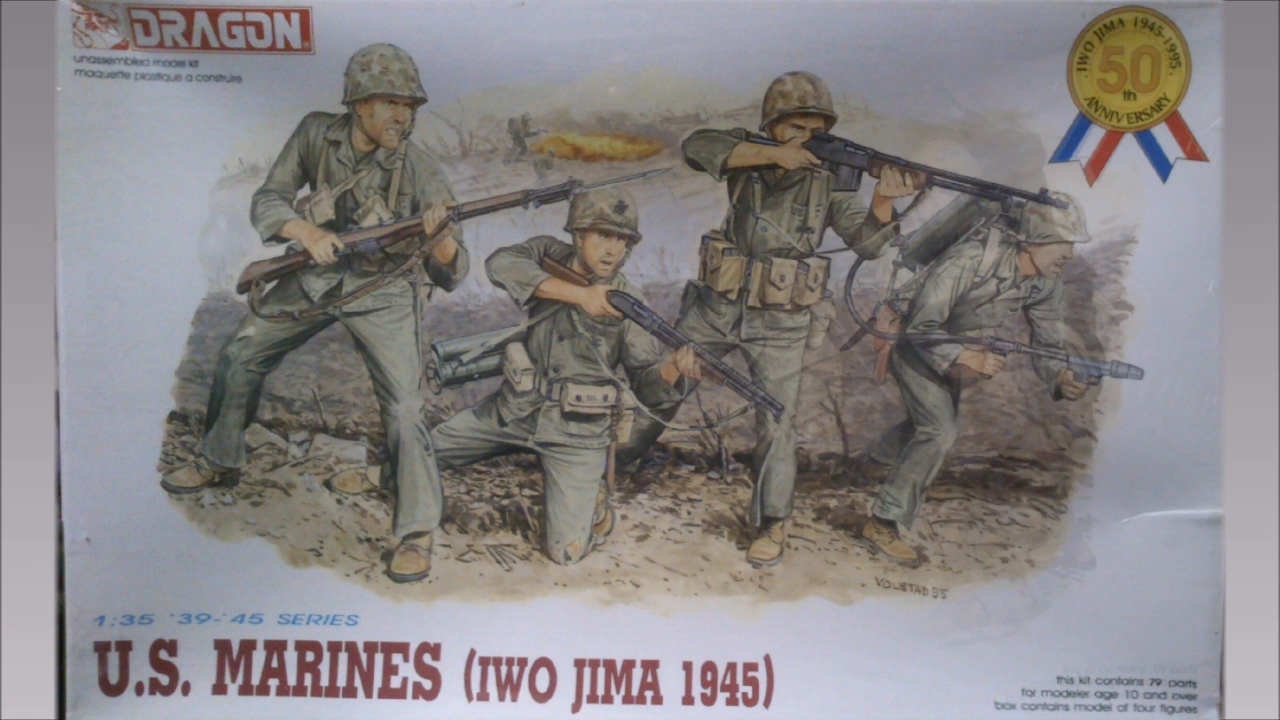 DRAGON
unassembled model kit
maquette plastique a construire
IWO JIMA 1945-1995
50
th
ANNIVERSARY
VOLSTAD 95
1:35 '39-'45 SERIES
U.S. MARINES (IWO JIMA 1945)
this kit contains 79 parts
for modeler age 10 and over
box contains model of four figures